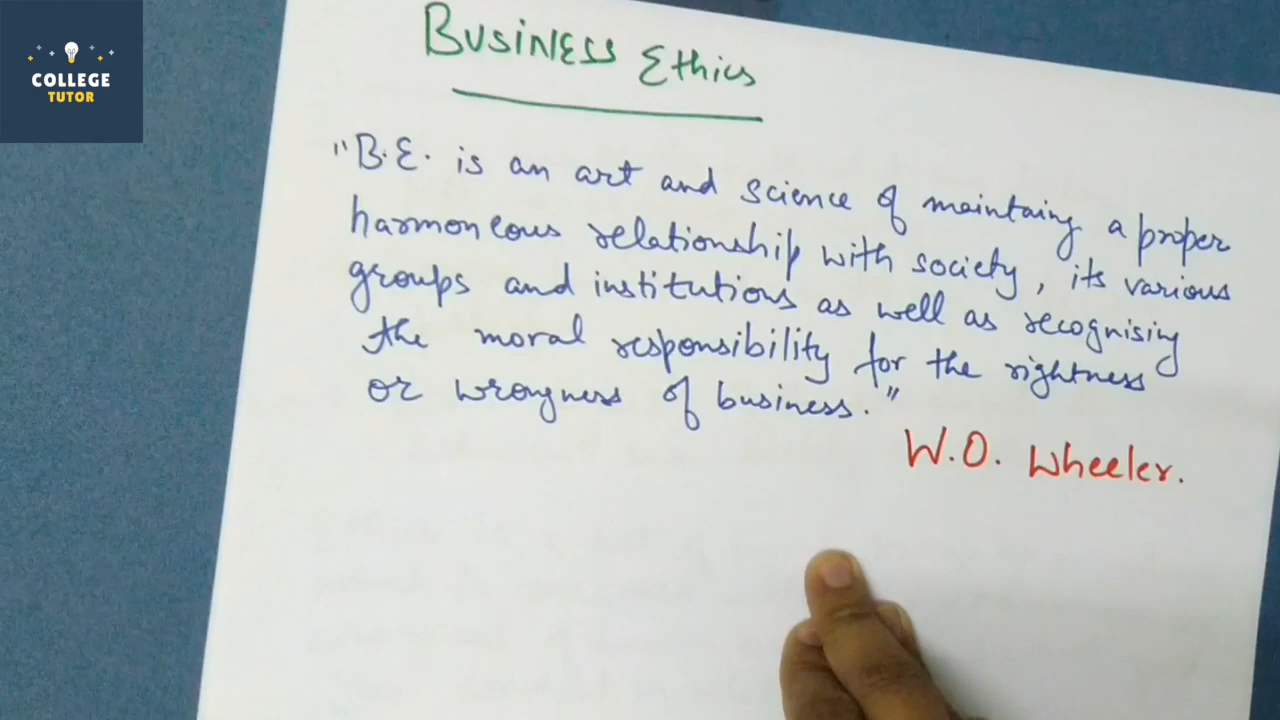 COLLEGE
TUTOR
Business Ethics
"B.E. is an art and science of maintaing a proper
harmoneous relationship with society, its various
groups and institutions as well as recognising
the moral responsibility for the rightness
or wrongness of business."
W.O. Wheeler.